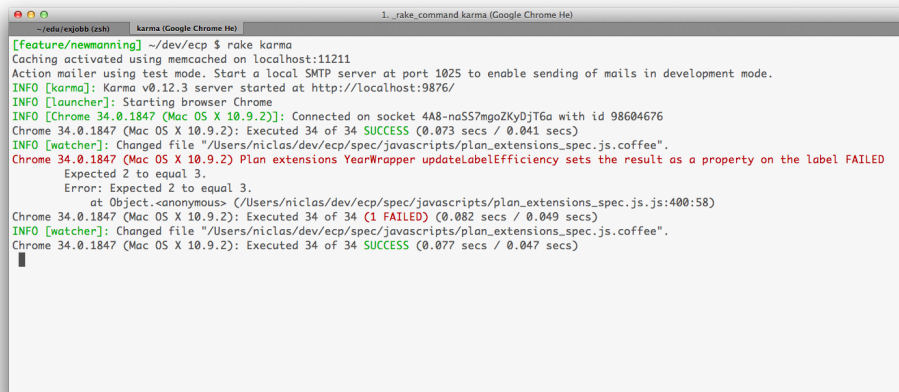 1. _rake_command karma (Google Chrome He)
~/edu/exjobb (zsh) karma (Google Chrome He)
[feature/newmanning] ~/dev/ecp $ rake karma
Caching activated using memcached on localhost:11211
Action mailer using test mode. Start a local SMTP server at port 1025 to enable sending of mails in development mode.
INFO [karma]: Karma v0.12.3 server started at http://localhost:9876/
INFO [launcher]: Starting browser Chrome
INFO [Chrome 34.0.1847 (Mac OS X 10.9.2)]: Connected on socket 4A8-naSS7mgoZKyDjT6a with id 98604676
Chrome 34.0.1847 (Mac OS X 10.9.2): Executed 34 of 34 SUCCESS (0.073 secs / 0.041 secs)
INFO [watcher]: Changed file "/Users/niclas/dev/ecp/spec/javascripts/plan_extensions_spec.js.coffee".
Chrome 34.0.1847 (Mac OS X 10.9.2) Plan extensions YearWrapper updateLabelEfficiency sets the result as a property on the label FAILED
Expected 2 to equal 3.
Error: Expected 2 to equal 3.
at Object.<anonymous> (/Users/niclas/dev/ecp/spec/javascripts/plan_extensions_spec.js.js:400:58)
Chrome 34.0.1847 (Mac OS X 10.9.2): Executed 34 of 34 (1 FAILED) (0.082 secs / 0.049 secs)
INFO [watcher]: Changed file "/Users/niclas/dev/ecp/spec/javascripts/plan_extensions_spec.js.coffee".
Chrome 34.0.1847 (Mac OS X 10.9.2): Executed 34 of 34 SUCCESS (0.077 secs / 0.047 secs)